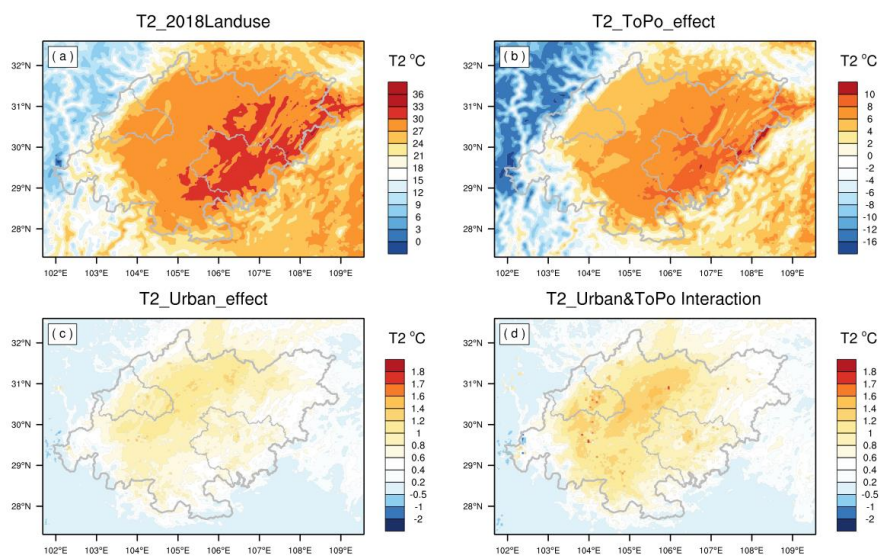 T2_2018Landuse
T2_ToPo_effect
( a )
32°N
31°N
30°N
29°N
28°N
102°E 103°E 104°E 105°E 106°E 107°E 108°E 109°E
T2 °C
36
33
30
27
24
21
18
15
12
9
6
3
0
( b )
32°N
31°N
30°N
29°N
28°N
102°E 103°E 104°E 105°E 106°E 107°E 108°E 109°E
T2 °C
10
8
6
4
2
0
-2
-4
-6
-8
-10
-12
-16
T2_Urban_effect
T2_Urban&ToPo Interaction
( c )
32°N
31°N
30°N
29°N
28°N
102°E 103°E 104°E 105°E 106°E 107°E 108°E 109°E
T2 °C
1.8
1.7
1.6
1.4
1.2
1
0.8
0.6
0.4
0.2
-0.5
-1
-2
( d )
32°N
31°N
30°N
29°N
28°N
102°E 103°E 104°E 105°E 106°E 107°E 108°E 109°E
T2 °C
1.8
1.7
1.6
1.4
1.2
1
0.8
0.6
0.4
0.2
-0.5
-1
-2